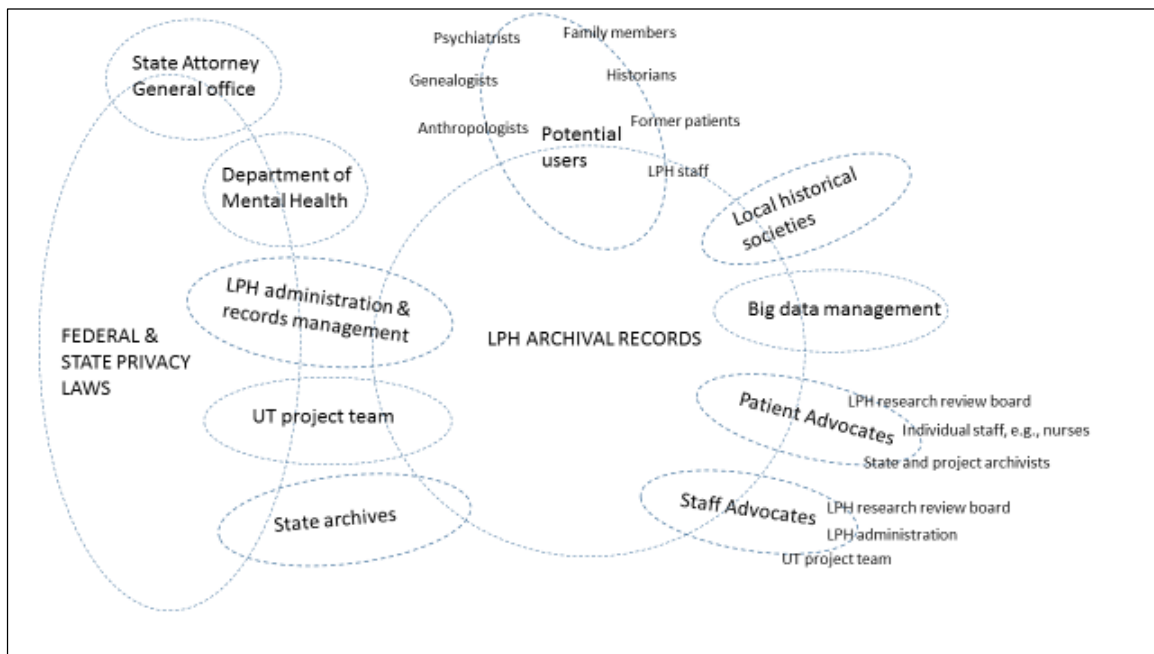 Psychiatrists
Family members
State Attorney
General office
Genealogists
Historians
Anthropologists
Potential
users
Former patients
LPH staff
Department of
Mental Health
Local historical
societies
LPH administration &
records management
Big data management
FEDERAL &
STATE PRIVACY
LAWS
LPH ARCHIVAL RECORDS
UT project team
Patient Advocates
LPH research review board
Individual staff, e.g., nurses
State and project archivists
State archives
Staff Advocates
LPH research review board
LPH administration
UT project team